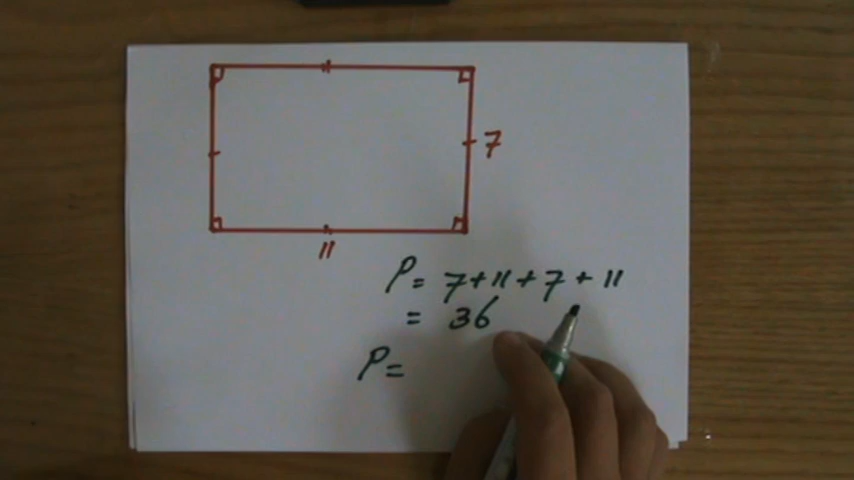 7
11
P = 7 + 11 + 7 + 11
= 36
P =